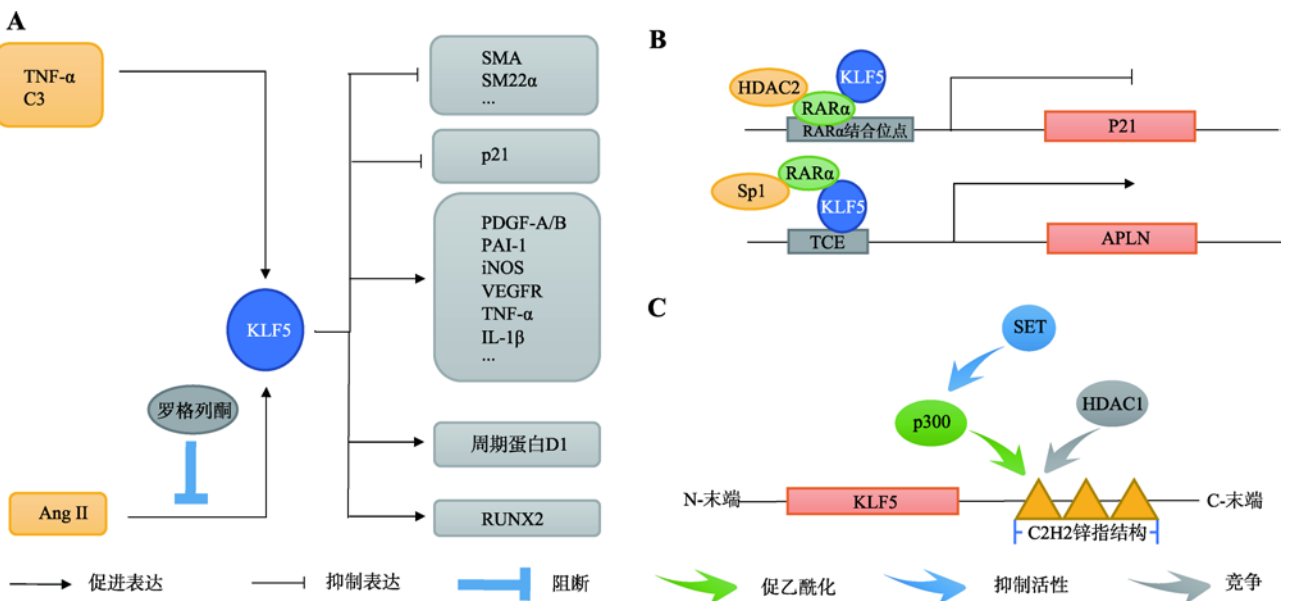 A
TNF-α
C3
KLF5
罗格列酮
Ang II
SMA
SM22α
...
p21
PDGF-A/B
PAI-1
iNOS
VEGFR
TNF-α
IL-1β
...
周期蛋白D1
RUNX2
促进表达
抑制表达
阻断
B
HDAC2
KLF5
RARα
RARα结合位点
P21
Sp1
RARα
KLF5
TCE
APLN
C
SET
p300
HDAC1
N-末端
KLF5
C-末端
C2H2锌指结构
促乙酰化
抑制活性
竞争